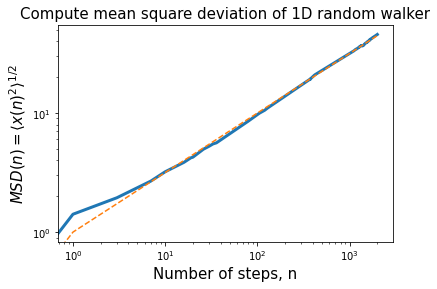 Compute mean square deviation of 1D random walker
MSD(n) = ⟨x(n)²⟩^{1/2}
10¹
10⁰
10⁰ 10¹ 10² 10³
Number of steps, n